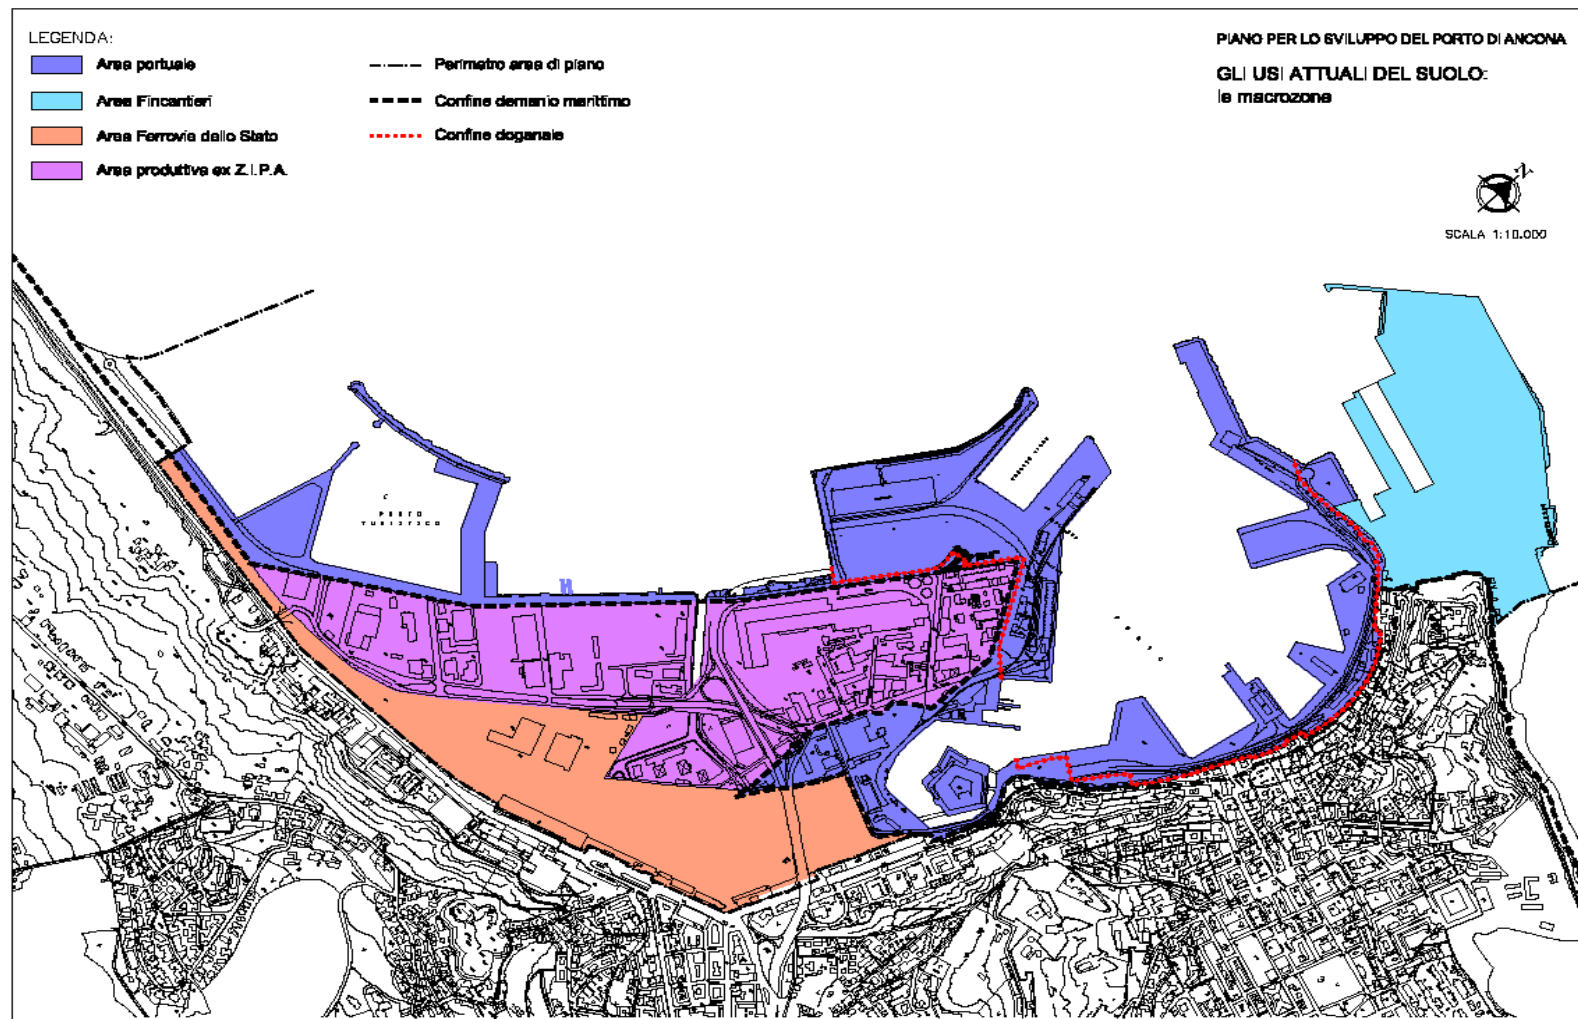 LEGENDA:
Area portuale
Area Fincantieri
Area Ferrovie dello Stato
Area produttiva ex Z.I.P.A.
Perimetro area di piano
Confine demanio marittimo
Confine doganale
PIANO PER LO SVILUPPO DEL PORTO DI ANCONA
GLI USI ATTUALI DEL SUOLO:
le macrozone
N
SCALA 1:10.000
PORTO
TURISTICO